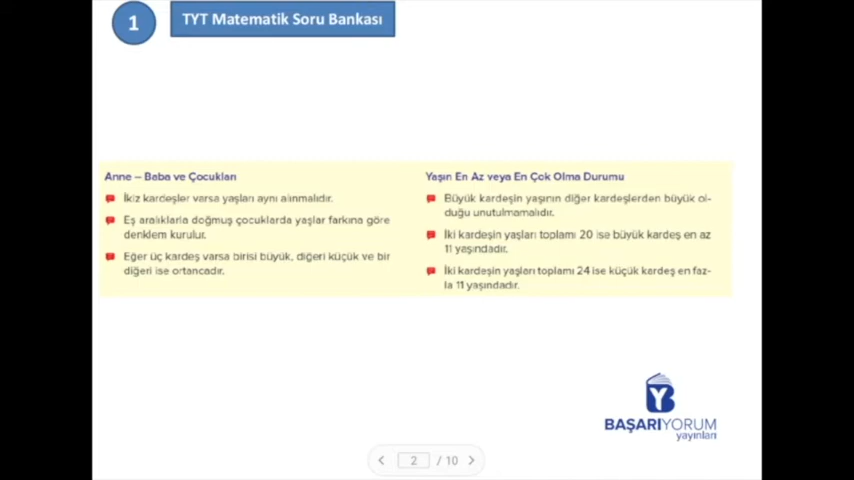 1
TYT Matematik Soru Bankası
Anne – Baba ve Çocukları
İkiz kardeşler varsa yaşları aynı alınmalıdır.
Eş aralıklarla doğmuş çocuklarda yaşlar farkına göre
denklem kurulur.
Eğer üç kardeş varsa birisi büyük, diğeri küçük ve bir
diğeri ise ortancadır.
Yaşın En Az veya En Çok Olma Durumu
Büyük kardeşin yaşının diğer kardeşlerden büyük ol-
duğu unutulmamalıdır.
İki kardeşin yaşları toplamı 20 ise büyük kardeş en az
11 yaşındadır.
İki kardeşin yaşları toplamı 24 ise küçük kardeş en faz-
la 11 yaşındadır.
BAŞARIYORUM
yayınları
2 / 10